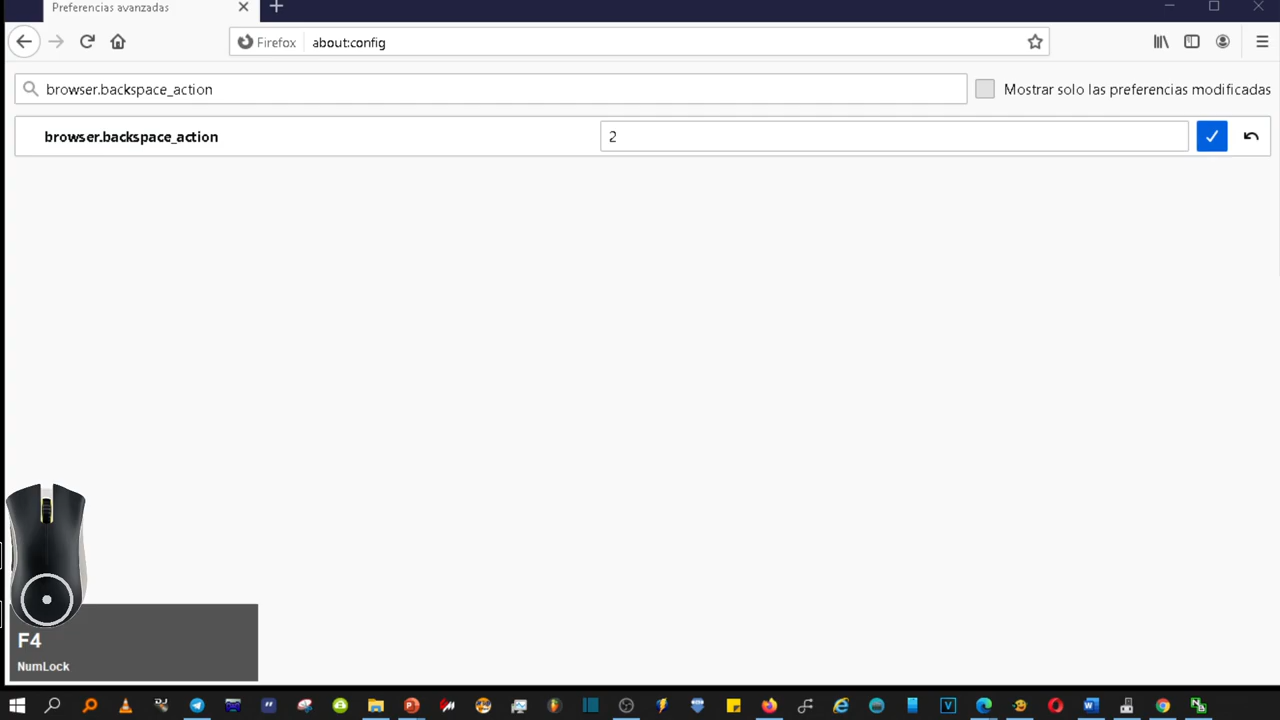 Preferencias avanzadas
Firefox
about:config
browser.backspace_action
Mostrar solo las preferencias modificadas
browser.backspace_action
2
F4
NumLock